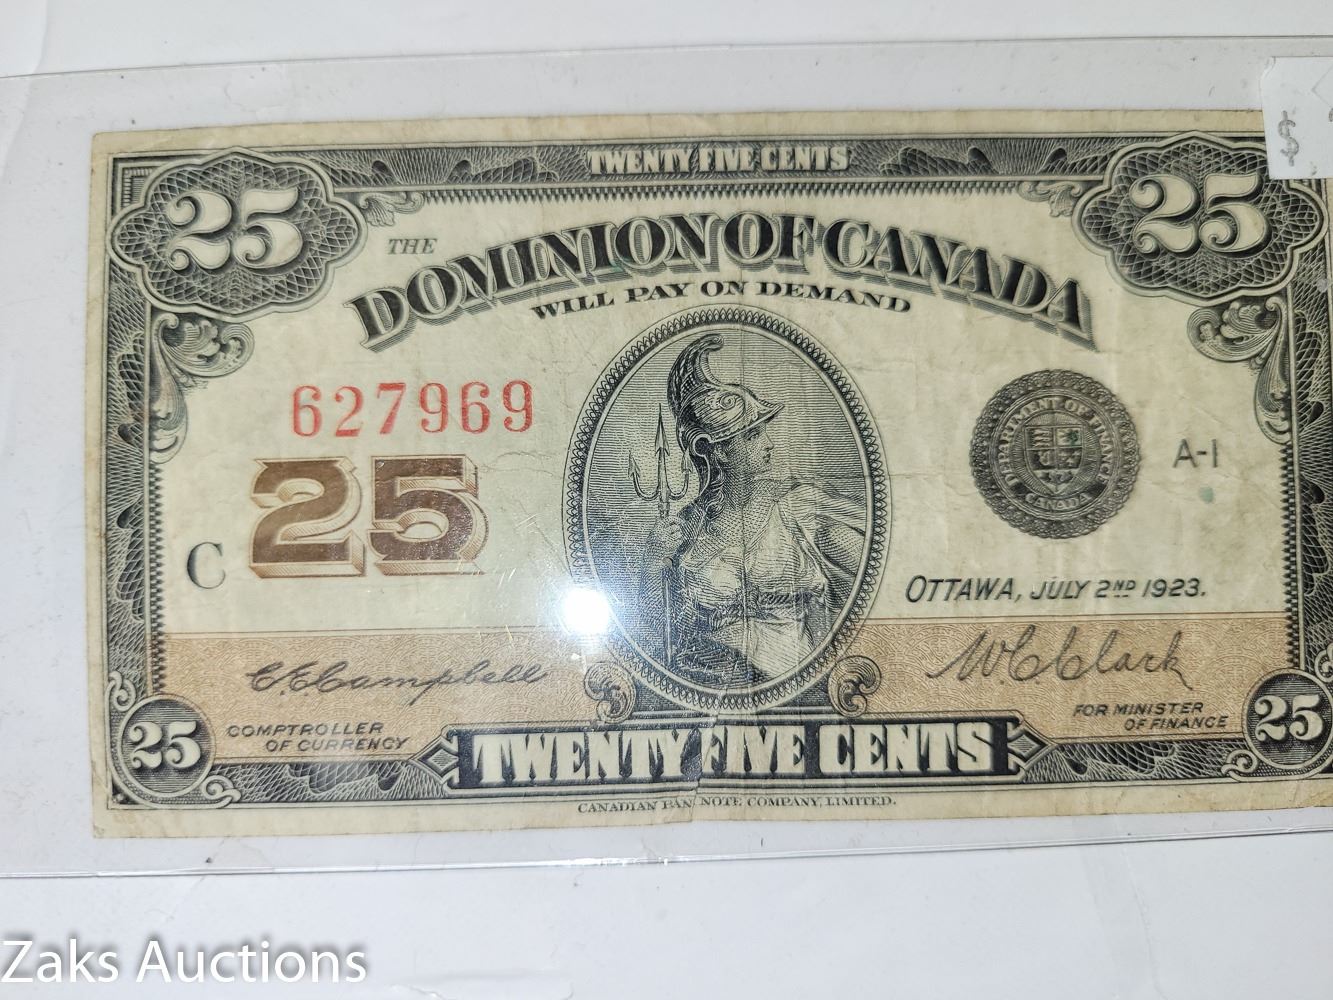 $
TWENTY FIVE CENTS
25 25
THE
DOMINION OF CANADA
WILL PAY ON DEMAND
627969
25
DEPARTMENT OF FINANCE
CANADA
A-1
C
OTTAWA, JULY 2ND 1923.
C.E. Campbell
W C Clark
COMPTROLLER
OF CURRENCY
FOR MINISTER
OF FINANCE
25 TWENTY FIVE CENTS 25
CANADIAN BANK NOTE COMPANY, LIMITED.
Zaks Auctions